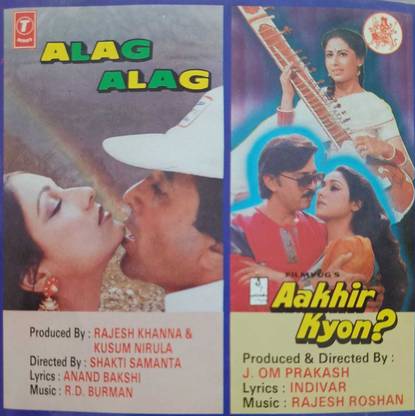 T
SERIES
ALAG
ALAG
Produced By : RAJESH KHANNA &
KUSUM NIRULA
Directed By : SHAKTI SAMANTA
Lyrics : ANAND BAKSHI
Music : R.D. BURMAN
FILMYUG'S
Aakhir
Kyon?
Produced & Directed By :
J. OM PRAKASH
Lyrics : INDIVAR
Music : RAJESH ROSHAN